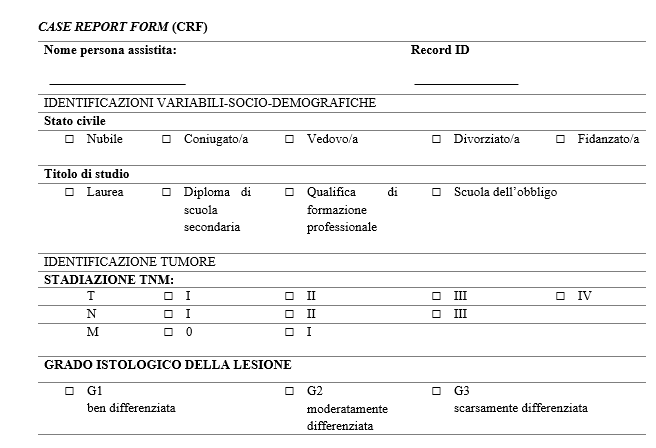 CASE REPORT FORM (CRF)
Nome persona assistita: Record ID
IDENTIFICAZIONI VARIABILI-SOCIO-DEMOGRAFICHE
Stato civile
□ Nubile □ Coniugato/a □ Vedovo/a □ Divorziato/a □ Fidanzato/a
Titolo di studio
□ Laurea □ Diploma di scuola secondaria □ Qualifica di formazione professionale □ Scuola dell'obbligo
IDENTIFICAZIONE TUMORE
STADIAZIONE TNM:
T □ I □ II □ III □ IV
N □ I □ II □ III
M □ 0 □ I
GRADO ISTOLOGICO DELLA LESIONE
□ G1 ben differenziata □ G2 moderatamente differenziata □ G3 scarsamente differenziata